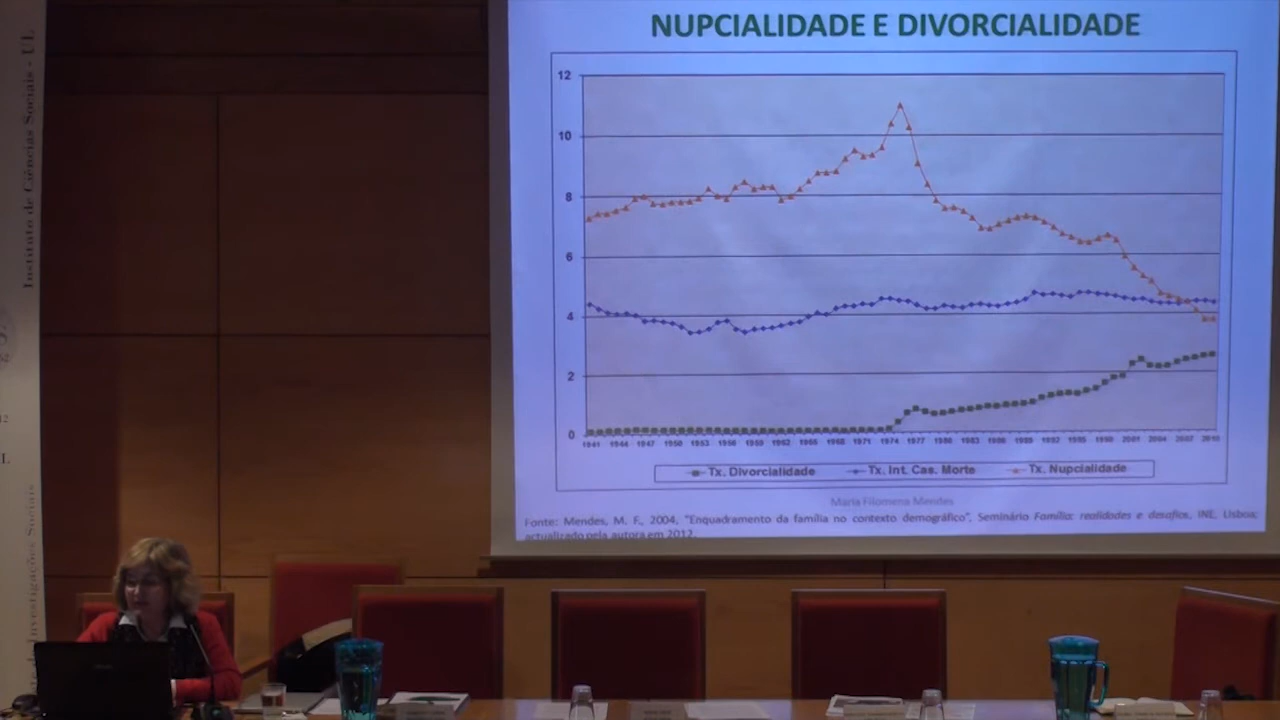 NUPCIALIDADE E DIVORCIALIDADE
12
10
8
6
4
2
0
1941 1944 1947 1950 1953 1956 1959 1962 1965 1968 1971 1974 1977 1980 1983 1986 1989 1992 1995 1998 2001 2004 2007 2010
Tx. Divorcialidade Tx. Int. Cas. Morte Tx. Nupcialidade
Maria Filomena Mendes
Fonte: Mendes, M. F., 2004, "Enquadramento da família no contexto demográfico", Seminário Família: realidades e desafios, INE, Lisboa;
actualizado pela autora em 2012.
Instituto de Ciências Sociais - UL
de Investigações Sociais